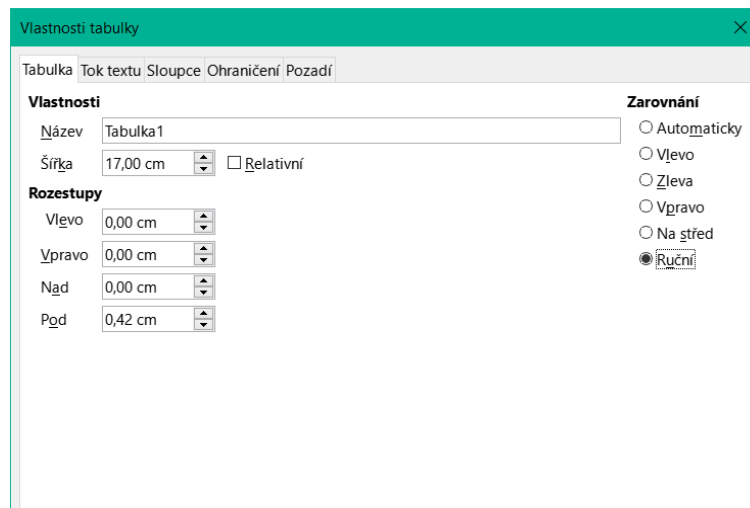 Vlastnosti tabulky
Tabulka Tok textu Sloupce Ohraničení Pozadí
Vlastnosti
Název Tabulka1
Šířka 17,00 cm Relativní
Rozestupy
Vlevo 0,00 cm
Vpravo 0,00 cm
Nad 0,00 cm
Pod 0,42 cm
Zarovnání
Automaticky
Vlevo
Zleva
Vpravo
Na střed
Ruční